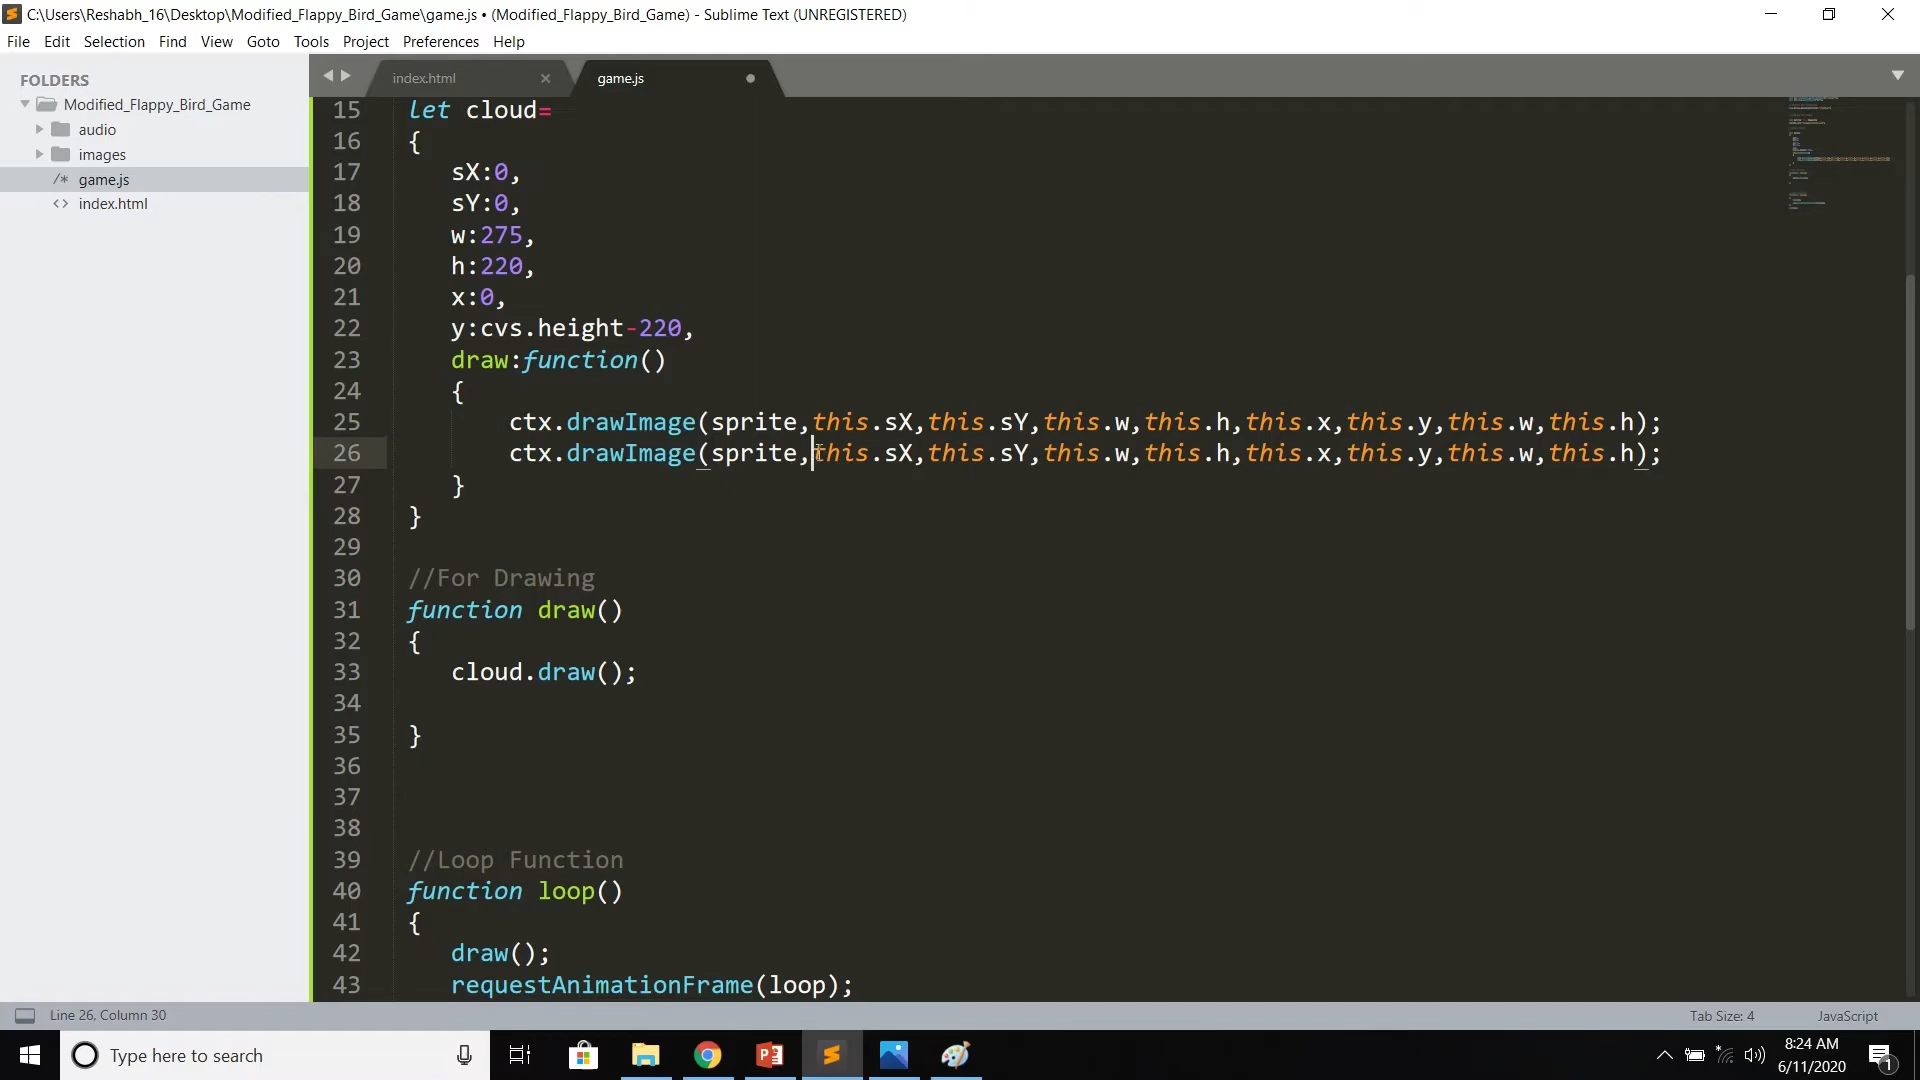 C:\Users\Reshabh_16\Desktop\Modified_Flappy_Bird_Game\game.js • (Modified_Flappy_Bird_Game) - Sublime Text (UNREGISTERED)
File Edit Selection Find View Goto Tools Project Preferences Help
FOLDERS
Modified_Flappy_Bird_Game
audio
images
/* game.js
<> index.html
index.html
game.js
15 let cloud=
16 {
17 sX:0,
18 sY:0,
19 w:275,
20 h:220,
21 x:0,
22 y:cvs.height-220,
23 draw:function()
24 {
25 ctx.drawImage(sprite,this.sX,this.sY,this.w,this.h,this.x,this.y,this.w,this.h);
26 ctx.drawImage(sprite,this.sX,this.sY,this.w,this.h,this.x,this.y,this.w,this.h);
27 }
28 }
29
30 //For Drawing
31 function draw()
32 {
33 cloud.draw();
34
35 }
36
37
38
39 //Loop Function
40 function loop()
41 {
42 draw();
43 requestAnimationFrame(loop);
Line 26, Column 30
Tab Size: 4
JavaScript
Type here to search
8:24 AM
6/11/2020
1